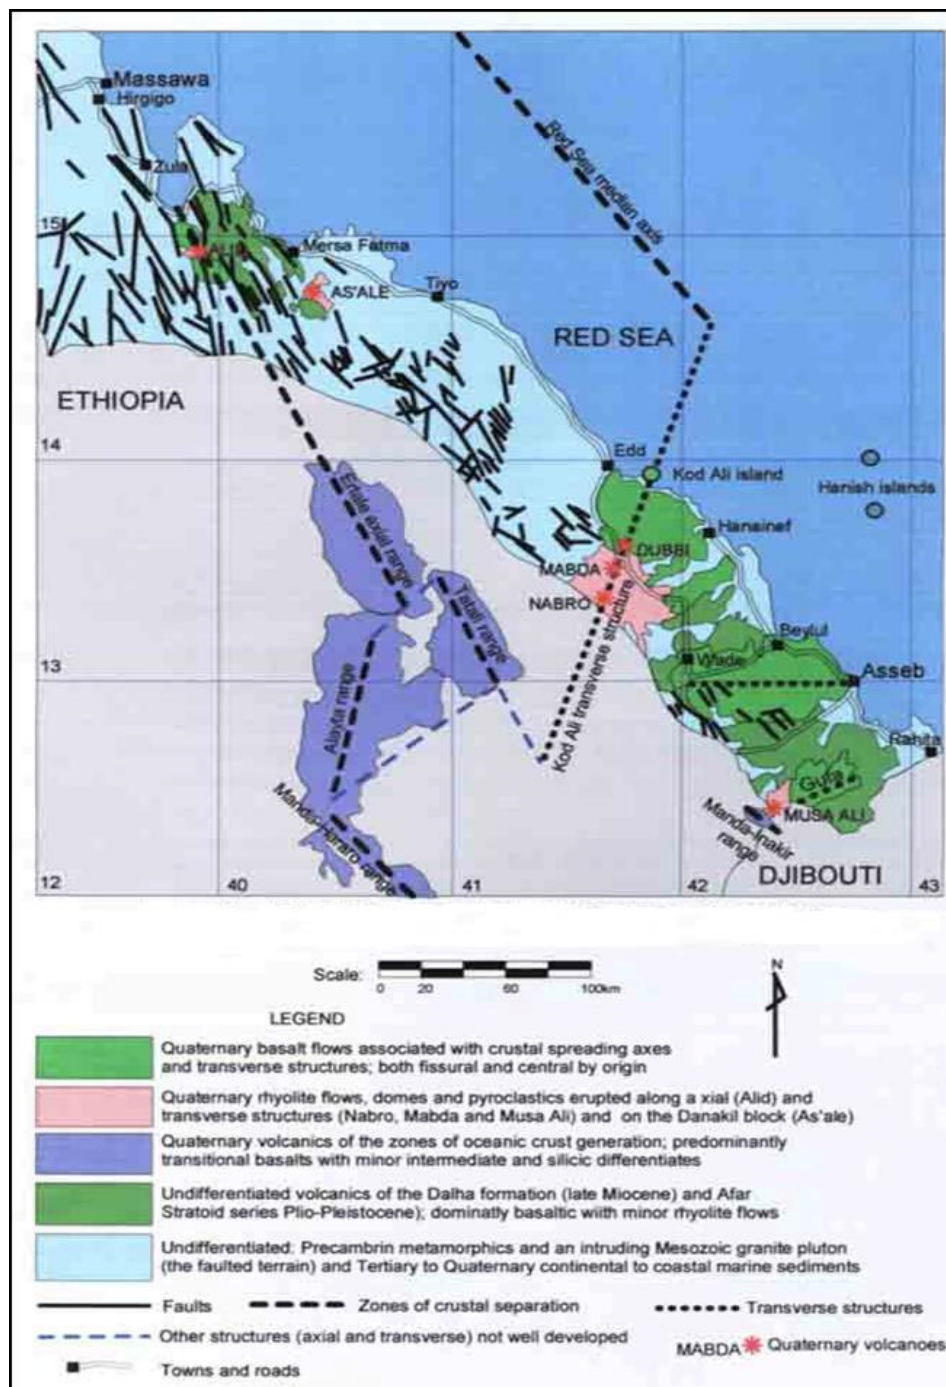 Massawa
Hirgigo
Zula
Red Sea median axis
15
ALID
Mersa Fatma
AS'ALE
Tiyo
RED SEA
ETHIOPIA
14
Edd
Kod Ali island
Hanish islands
Ertale axial range
Hanainef
DUBBI
MABDA
Tatali range
NABRO
Kod Ali transverse structure
Beylul
Wade
13
Asseb
Alayta range
Rahita
Gufa
Manda-Hararo range
MUSA ALI
Manda-Inakir
range
DJIBOUTI
12
40
41
42
43
Scale:
0 20 60 100km
N
LEGEND
Quaternary basalt flows associated with crustal spreading axes
and transverse structures; both fissural and central by origin
Quaternary rhyolite flows, domes and pyroclastics erupted along a xial (Alid) and
transverse structures (Nabro, Mabda and Musa Ali) and on the Danakil block (As'ale)
Quaternary volcanics of the zones of oceanic crust generation; predominantly
transitional basalts with minor intermediate and silicic differentiates
Undifferentiated volcanics of the Dalha formation (late Miocene) and Afar
Stratoid series Plio-Pleistocene); dominatly basaltic wiith minor rhyolite flows
Undifferentiated: Precambrin metamorphics and an intruding Mesozoic granite pluton
(the faulted terrain) and Tertiary to Quaternary continental to coastal marine sediments
Faults
Zones of crustal separation
Transverse structures
Other structures (axial and transverse) not well developed
MABDA
Quaternary volcanoes
Towns and roads